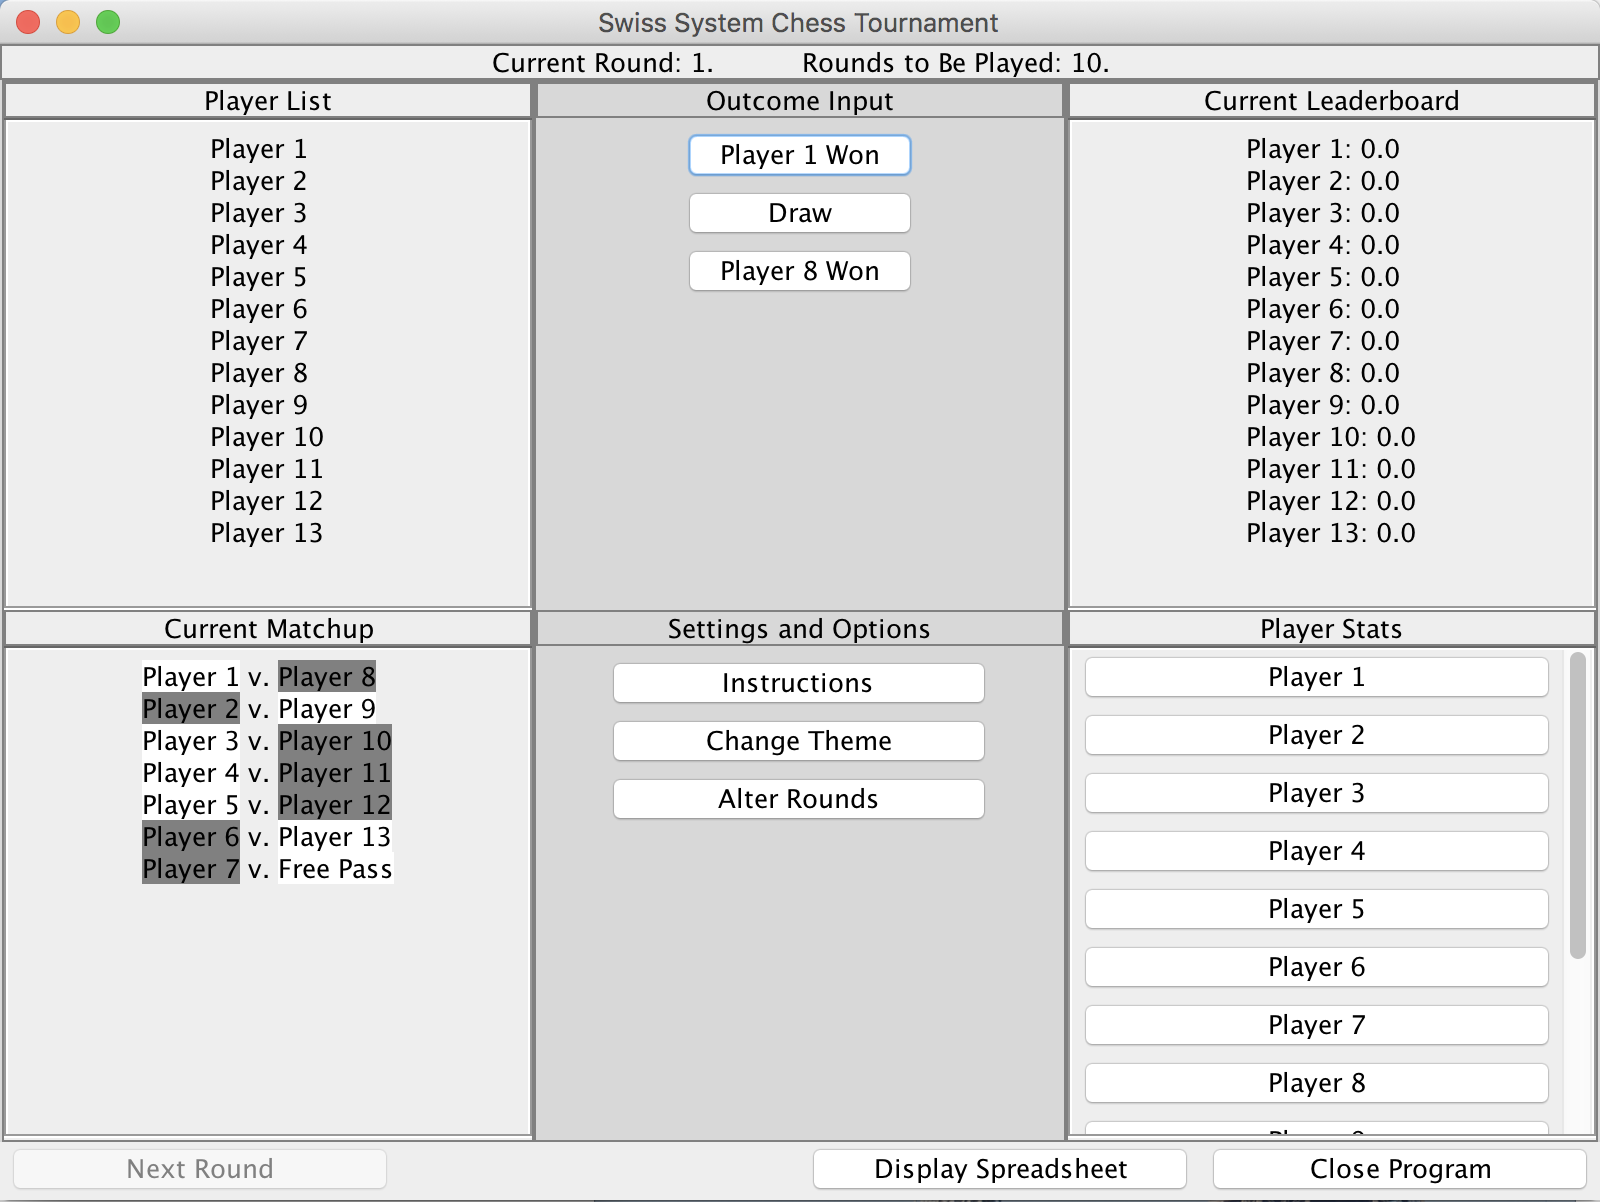 Swiss System Chess Tournament
Current Round: 1. Rounds to Be Played: 10.
Player List
Player 1
Player 2
Player 3
Player 4
Player 5
Player 6
Player 7
Player 8
Player 9
Player 10
Player 11
Player 12
Player 13
Outcome Input
Player 1 Won
Draw
Player 8 Won
Current Leaderboard
Player 1: 0.0
Player 2: 0.0
Player 3: 0.0
Player 4: 0.0
Player 5: 0.0
Player 6: 0.0
Player 7: 0.0
Player 8: 0.0
Player 9: 0.0
Player 10: 0.0
Player 11: 0.0
Player 12: 0.0
Player 13: 0.0
Current Matchup
Player 1 v. Player 8
Player 2 v. Player 9
Player 3 v. Player 10
Player 4 v. Player 11
Player 5 v. Player 12
Player 6 v. Player 13
Player 7 v. Free Pass
Settings and Options
Instructions
Change Theme
Alter Rounds
Player Stats
Player 1
Player 2
Player 3
Player 4
Player 5
Player 6
Player 7
Player 8
Next Round
Display Spreadsheet
Close Program